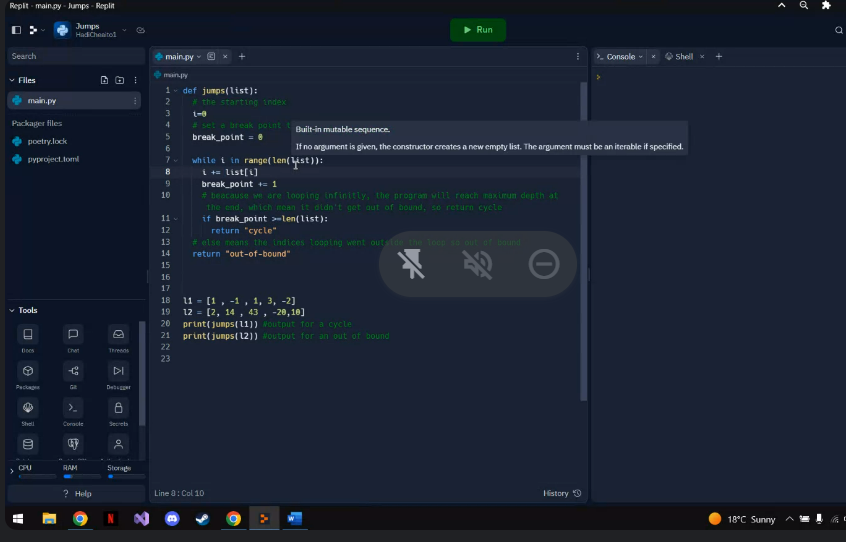 Replit - main.py - Jumps - Replit
Jumps
HadiCheaito1
Run
Search
Files
main.py
Packager files
poetry.lock
pyproject.toml
Tools
Docs
Chat
Threads
Packages
Git
Debugger
Shell
Console
Secrets
CPU
RAM
Storage
? Help
main.py
main.py
1 def jumps(list):
2 # the starting index
3 i=0
4 # set a break point t
5 break_point = 0
6
7 while i in range(len(list)):
8 i += list[i]
9 break_point += 1
10 # beacause we are looping infinitly, the program will reach maximum depth at
the end, which mean it didn't get out of bound, so return cycle
11 if break_point >=len(list):
12 return "cycle"
13 # else means the indices looping went outside the loop so out of bound
14 return "out-of-bound"
15
16
17
18 l1 = [1 , -1 , 1, 3, -2]
19 l2 = [2, 14 , 43 , -20,10]
20 print(jumps(l1)) #output for a cycle
21 print(jumps(l2)) #output for an out of bound
22
23
Built-in mutable sequence.
If no argument is given, the constructor creates a new empty list. The argument must be an iterable if specified.
Line 8 : Col 10
History
Console
Shell
18°C Sunny